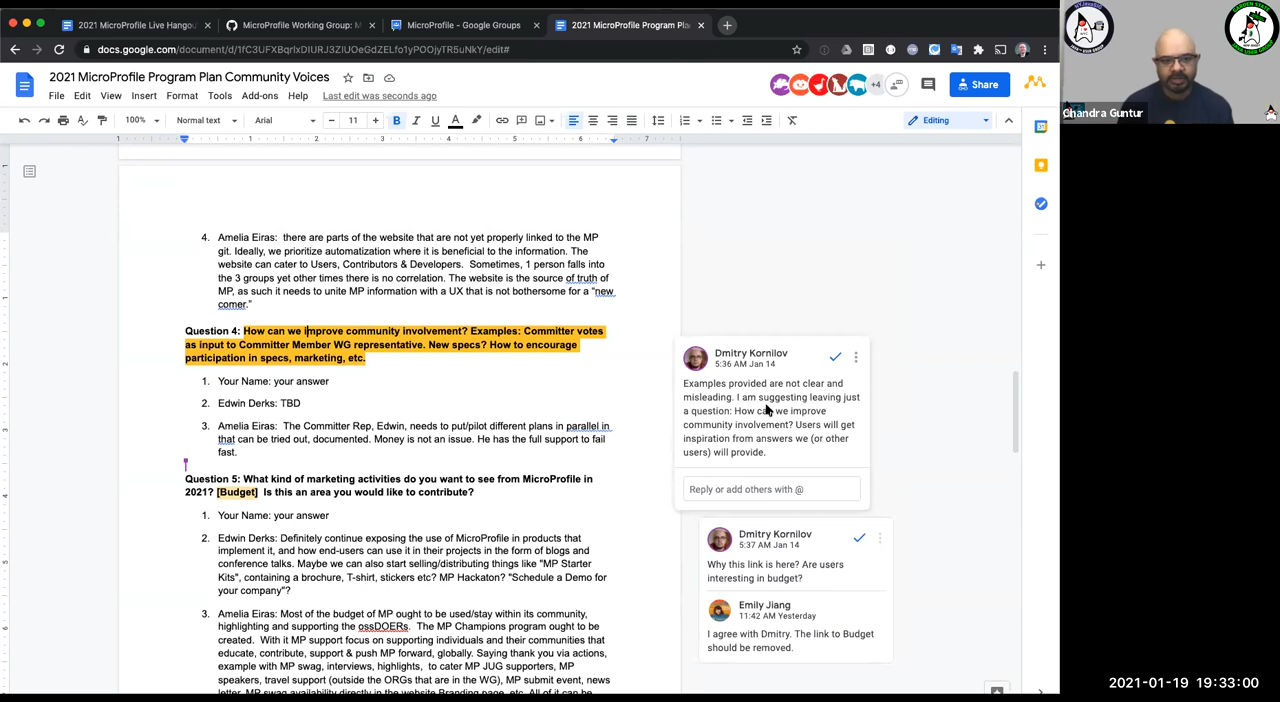 2021 MicroProfile Live Hangou
MicroProfile Working Group: M
MicroProfile - Google Groups
2021 MicroProfile Program Pla
docs.google.com/document/d/1fC3UFXBqrlxDIURJ3ZlUOeGdZELfo1yPOOjyTR5uNkY/edit#
2021 MicroProfile Program Plan Community Voices
File Edit View Insert Format Tools Add-ons Help Last edit was seconds ago
+4
Share
100% Normal text Arial 11 B I U A
Editing
Chandra Guntur
4. Amelia Eiras: there are parts of the website that are not yet properly linked to the MP
git. Ideally, we prioritize automatization where it is beneficial to the information. The
website can cater to Users, Contributors & Developers. Sometimes, 1 person falls into
the 3 groups yet other times there is no correlation. The website is the source of truth of
MP, as such it needs to unite MP information with a UX that is not bothersome for a "new
comer."
Question 4: How can we improve community involvement? Examples: Committer votes
as input to Committer Member WG representative. New specs? How to encourage
participation in specs, marketing, etc.
1. Your Name: your answer
2. Edwin Derks: TBD
3. Amelia Eiras: The Committer Rep, Edwin, needs to put/pilot different plans in parallel in
that can be tried out, documented. Money is not an issue. He has the full support to fail
fast.
Question 5: What kind of marketing activities do you want to see from MicroProfile in
2021? [Budget] Is this an area you would like to contribute?
1. Your Name: your answer
2. Edwin Derks: Definitely continue exposing the use of MicroProfile in products that
implement it, and how end-users can use it in their projects in the form of blogs and
conference talks. Maybe we can also start selling/distributing things like "MP Starter
Kits", containing a brochure, T-shirt, stickers etc? MP Hackaton? "Schedule a Demo for
your company"?
3. Amelia Eiras: Most of the budget of MP ought to be used/stay within its community,
highlighting and supporting the ossDOERs. The MP Champions program ought to be
created. With it MP support focus on supporting individuals and their communities that
educate, contribute, support & push MP forward, globally. Saying thank you via actions,
example with MP swag, interviews, highlights, to cater MP JUG supporters, MP
speakers, travel support (outside the ORGs that are in the WG), MP submit event, news
letter, MP swag availability directly in the website Branding page, etc. All of it can be
Dmitry Kornilov
5:36 AM Jan 14
Examples provided are not clear and
misleading. I am suggesting leaving just
a question: How can we improve
community involvement? Users will get
inspiration from answers we (or other
users) will provide.
Reply or add others with @
Dmitry Kornilov
5:37 AM Jan 14
Why this link is here? Are users
interesting in budget?
Emily Jiang
11:42 AM Yesterday
I agree with Dmitry. The link to Budget
should be removed.
2021-01-19 19:33:00